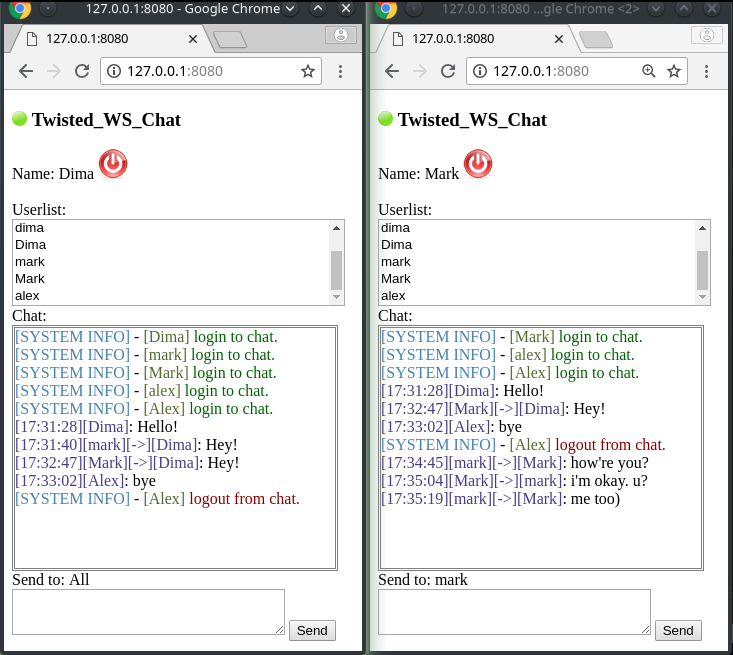 127.0.0.1:8080 - Google Chrome
127.0.0.1:8080
127.0.0.1:8080
Twisted_WS_Chat
Name: Dima
Userlist:
dima
Dima
mark
Mark
alex
Chat:
[SYSTEM INFO] - [Dima] login to chat.
[SYSTEM INFO] - [mark] login to chat.
[SYSTEM INFO] - [Mark] login to chat.
[SYSTEM INFO] - [alex] login to chat.
[SYSTEM INFO] - [Alex] login to chat.
[17:31:28][Dima]: Hello!
[17:31:40][mark][->][Dima]: Hey!
[17:32:47][Mark][->][Dima]: Hey!
[17:33:02][Alex]: bye
[SYSTEM INFO] - [Alex] logout from chat.
Send to: All
Send
127.0.0.1:8080 ...gle Chrome <2>
127.0.0.1:8080
127.0.0.1:8080
Twisted_WS_Chat
Name: Mark
Userlist:
dima
Dima
mark
Mark
alex
Chat:
[SYSTEM INFO] - [Mark] login to chat.
[SYSTEM INFO] - [alex] login to chat.
[SYSTEM INFO] - [Alex] login to chat.
[17:31:28][Dima]: Hello!
[17:32:47][Mark][->][Dima]: Hey!
[17:33:02][Alex]: bye
[SYSTEM INFO] - [Alex] logout from chat.
[17:34:45][mark][->][Mark]: how're you?
[17:35:04][Mark][->][mark]: i'm okay. u?
[17:35:19][mark][->][Mark]: me too)
Send to: mark
Send